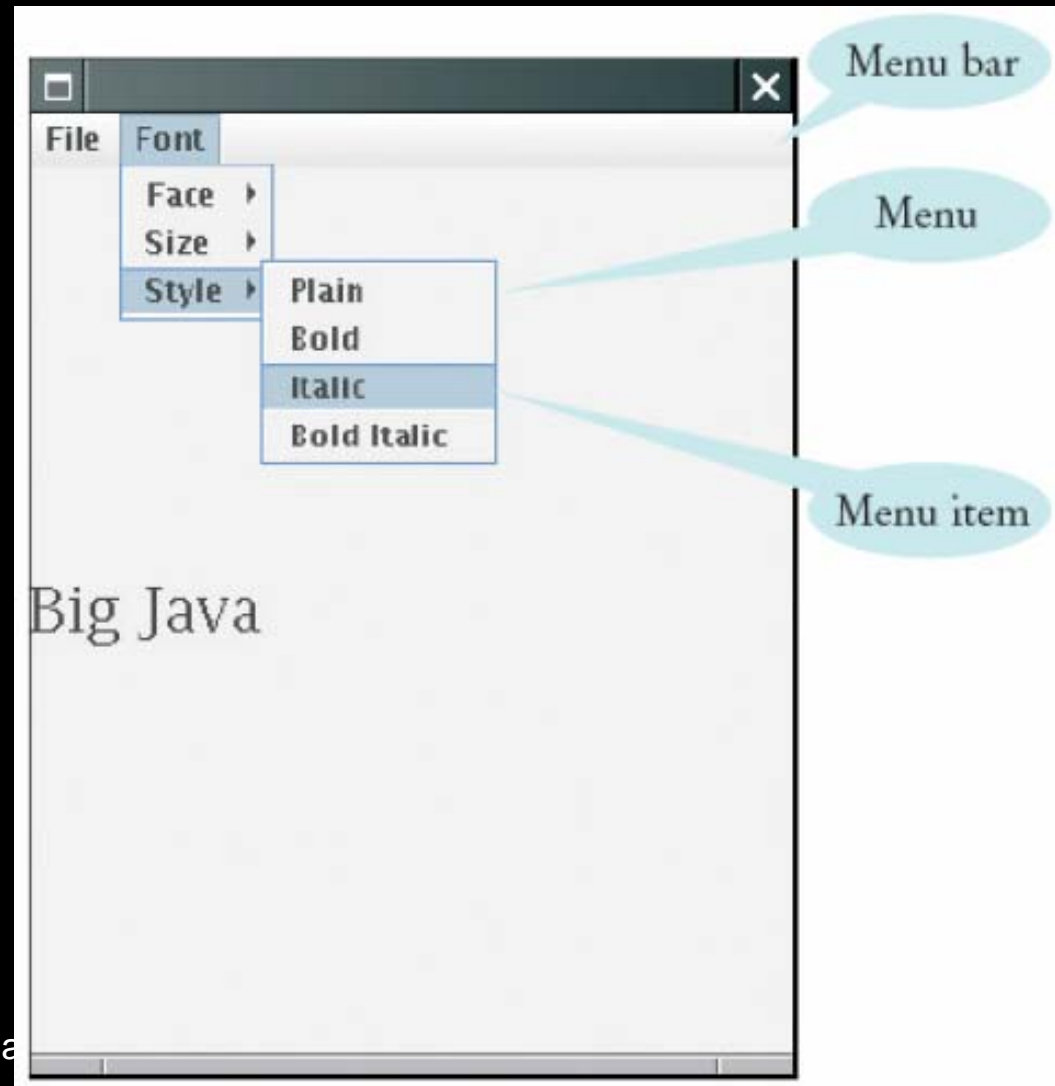 Menu bar
File Font
Face
Menu
Size
Style
Plain
Bold
Italic
Bold Italic
Menu item
Big Java
a